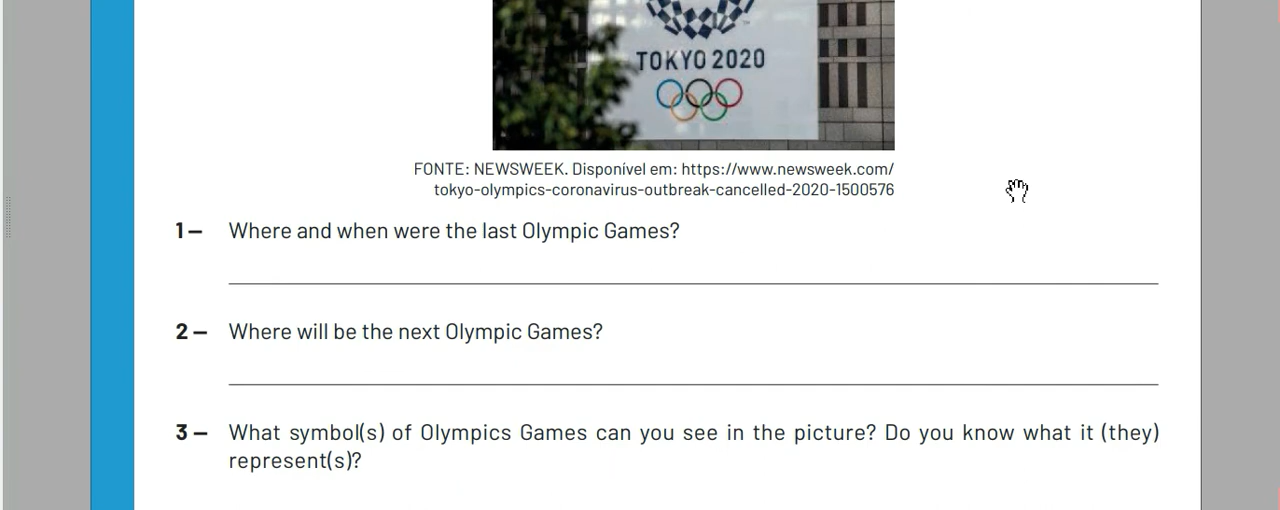 TOKYO 2020
FONTE: NEWSWEEK. Disponível em: https://www.newsweek.com/
tokyo-olympics-coronavirus-outbreak-cancelled-2020-1500576
1 – Where and when were the last Olympic Games?
2 – Where will be the next Olympic Games?
3 – What symbol(s) of Olympics Games can you see in the picture? Do you know what it (they)
represent(s)?